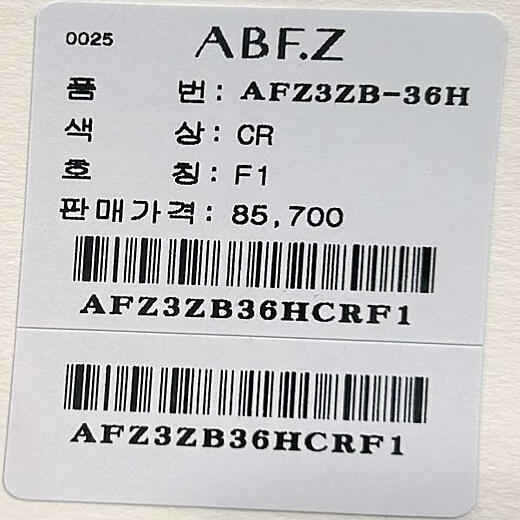 0025 ABF.Z
품 번: AFZ3ZB-36H
색 상: CR
호 칭: F1
판매가격: 85,700
AFZ3ZB36HCRF1
AFZ3ZB36HCRF1